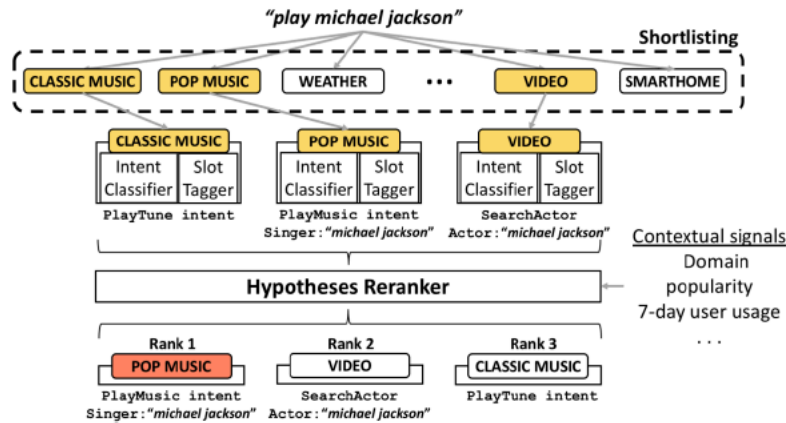 “play michael jackson”
Shortlisting
CLASSIC MUSIC POP MUSIC WEATHER ••• VIDEO SMARTHOME
CLASSIC MUSIC
Intent Classifier
Slot Tagger
PlayTune intent
POP MUSIC
Intent Classifier
Slot Tagger
PlayMusic intent
Singer:“michael jackson”
VIDEO
Intent Classifier
Slot Tagger
SearchActor
Actor:“michael jackson”
Contextual signals
Domain
popularity
7-day user usage
. . .
Hypotheses Reranker
Rank 1
POP MUSIC
PlayMusic intent
Singer:“michael jackson”
Rank 2
VIDEO
SearchActor
Actor:“michael jackson”
Rank 3
CLASSIC MUSIC
PlayTune intent